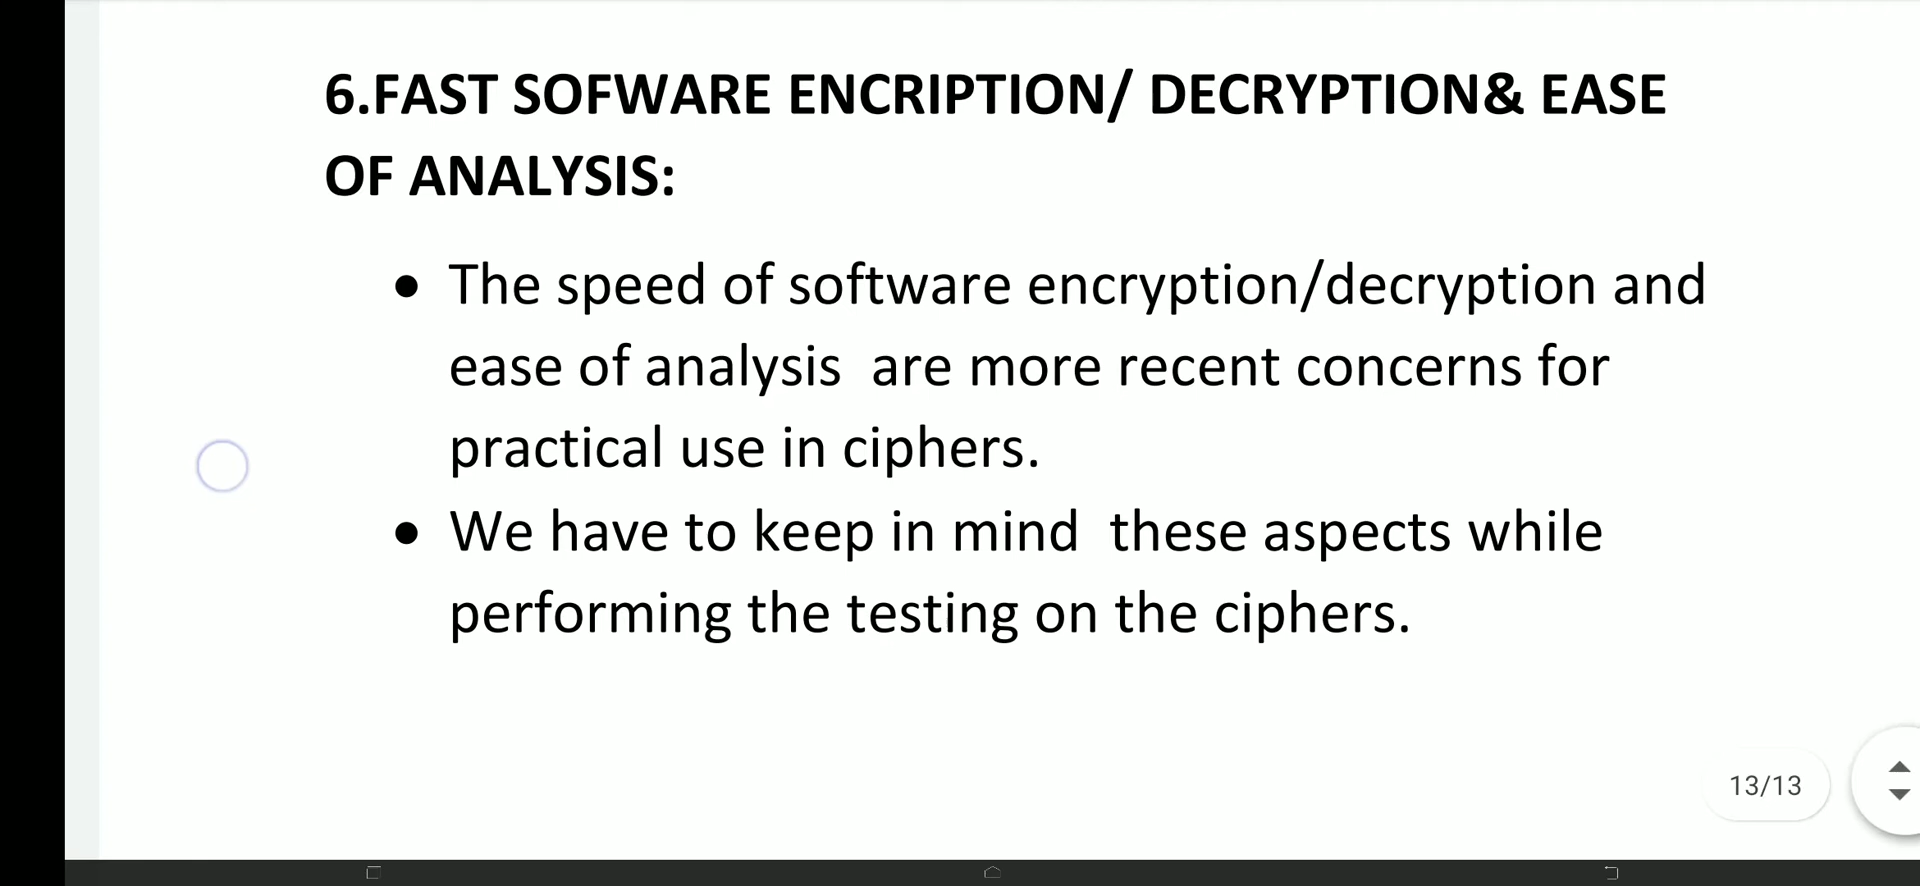 6.FAST SOFWARE ENCRIPTION/ DECRYPTION& EASE
OF ANALYSIS:
• The speed of software encryption/decryption and
ease of analysis  are more recent concerns for
practical use in ciphers.
• We have to keep in mind  these aspects while
performing the testing on the ciphers.
13/13